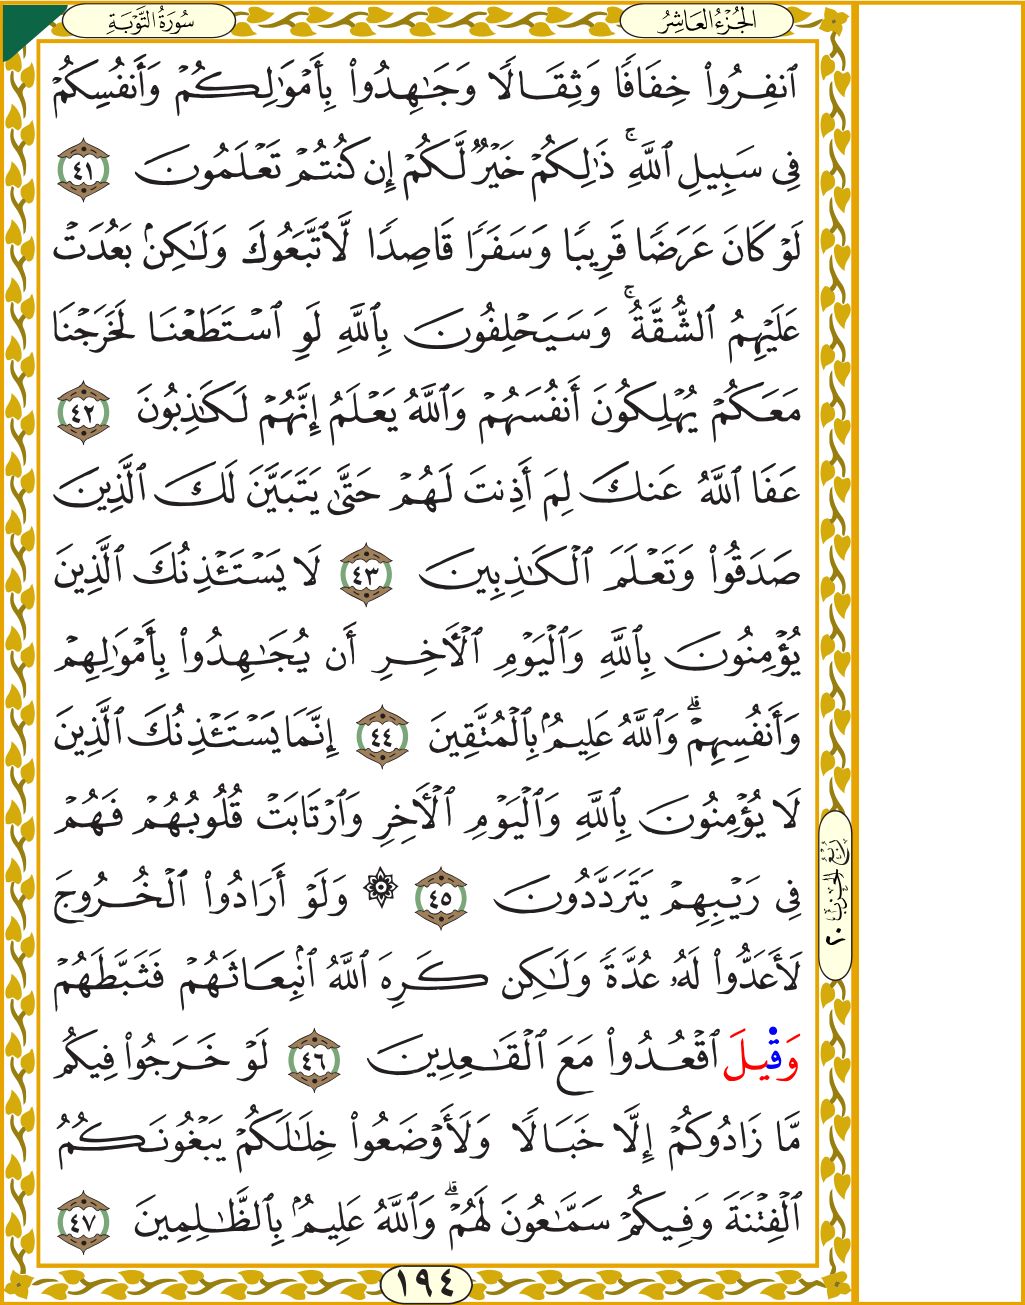 الجُزْءُ العَاشِرُ
سُورَةُ التَّوْبَةِ
ٱنفِرُوا۟ خِفَافًا وَثِقَالًا وَجَٰهِدُوا۟ بِأَمْوَٰلِكُمْ وَأَنفُسِكُمْ
فِى سَبِيلِ ٱللَّهِ ۚ ذَٰلِكُمْ خَيْرٌ لَّكُمْ إِن كُنتُمْ تَعْلَمُونَ ٤١
لَوْ كَانَ عَرَضًا قَرِيبًا وَسَفَرًا قَاصِدًا لَّٱتَّبَعُوكَ وَلَٰكِنۢ بَعُدَتْ
عَلَيْهِمُ ٱلشُّقَّةُ ۚ وَسَيَحْلِفُونَ بِٱللَّهِ لَوِ ٱسْتَطَعْنَا لَخَرَجْنَا
مَعَكُمْ يُهْلِكُونَ أَنفُسَهُمْ وَٱللَّهُ يَعْلَمُ إِنَّهُمْ لَكَٰذِبُونَ ٤٢
عَفَا ٱللَّهُ عَنكَ لِمَ أَذِنتَ لَهُمْ حَتَّىٰ يَتَبَيَّنَ لَكَ ٱلَّذِينَ
صَدَقُوا۟ وَتَعْلَمَ ٱلْكَٰذِبِينَ ٤٣ لَا يَسْتَـْٔذِنُكَ ٱلَّذِينَ
يُؤْمِنُونَ بِٱللَّهِ وَٱلْيَوْمِ ٱلْأَخِرِ أَن يُجَٰهِدُوا۟ بِأَمْوَٰلِهِمْ
وَأَنفُسِهِمْ ۗ وَٱللَّهُ عَلِيمٌۢ بِٱلْمُتَّقِينَ ٤٤ إِنَّمَا يَسْتَـْٔذِنُكَ ٱلَّذِينَ
لَا يُؤْمِنُونَ بِٱللَّهِ وَٱلْيَوْمِ ٱلْأَخِرِ وَٱرْتَابَتْ قُلُوبُهُمْ فَهُمْ
فِى رَيْبِهِمْ يَتَرَدَّدُونَ ٤٥ ۞ وَلَوْ أَرَادُوا۟ ٱلْخُرُوجَ
لَأَعَدُّوا۟ لَهُۥ عُدَّةً وَلَٰكِن كَرِهَ ٱللَّهُ ٱنۢبِعَاثَهُمْ فَثَبَّطَهُمْ
وَقِيلَ ٱقْعُدُوا۟ مَعَ ٱلْقَٰعِدِينَ ٤٦ لَوْ خَرَجُوا۟ فِيكُم
مَّا زَادُوكُمْ إِلَّا خَبَالًا وَلَأَوْضَعُوا۟ خِلَٰلَكُمْ يَبْغُونَكُمُ
ٱلْفِتْنَةَ وَفِيكُمْ سَمَّٰعُونَ لَهُمْ ۗ وَٱللَّهُ عَلِيمٌۢ بِٱلظَّٰلِمِينَ ٤٧
رُبْعُ الحِزْب ٢٠
١٩٤